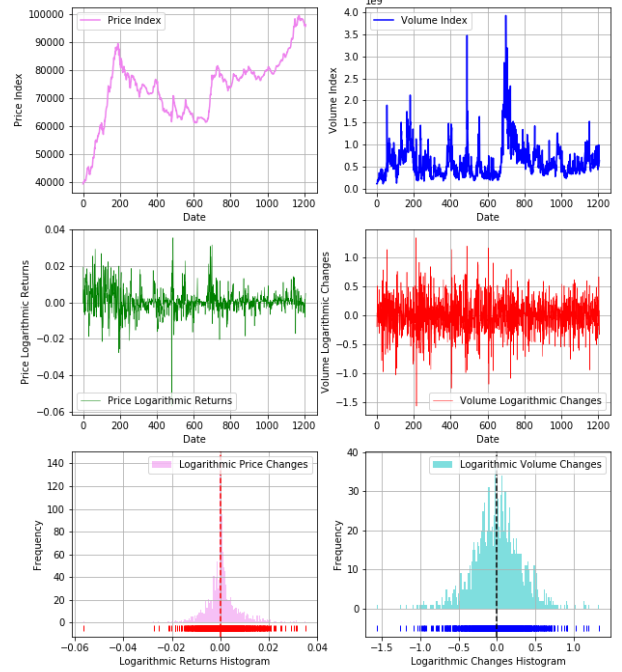 1e9
Price Index
Volume Index
100000
90000
80000
70000
60000
50000
40000
Price Index
0 200 400 600 800 1000 1200
Date
4.0
3.5
3.0
2.5
2.0
1.5
1.0
0.5
0.0
Volume Index
0 200 400 600 800 1000 1200
Date
0.04
0.02
0.00
−0.02
−0.04
−0.06
Price Logarithmic Returns
Price Logarithmic Returns
0 200 400 600 800 1000 1200
Date
1.0
0.5
0.0
−0.5
−1.0
−1.5
Volume Logarithmic Changes
Volume Logarithmic Changes
0 200 400 600 800 1000 1200
Date
Logarithmic Price Changes
140
120
100
80
60
40
20
0
Frequency
−0.06 −0.04 −0.02 0.00 0.02 0.04
Logarithmic Returns Histogram
Logarithmic Volume Changes
40
30
20
10
0
Frequency
−1.5 −1.0 −0.5 0.0 0.5 1.0
Logarithmic Changes Histogram